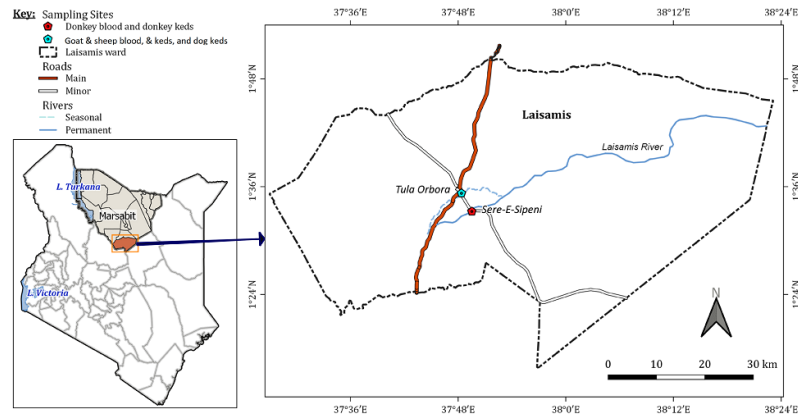 Key: Sampling Sites
Donkey blood and donkey keds
Goat & sheep blood, & keds, and dog keds
Laisamis ward
Roads
Main
Minor
Rivers
Seasonal
Permanent
L. Turkana
Marsabit
L. Victoria
37°36'E 37°48'E 38°0'E 38°12'E 38°24'E
1°48'N
1°36'N
1°24'N
Laisamis
Laisamis River
Tula Orbora
Sere-E-Sipeni
N
0 10 20 30 km
1°48'N
1°36'N
1°24'N
37°36'E 37°48'E 38°0'E 38°12'E 38°24'E